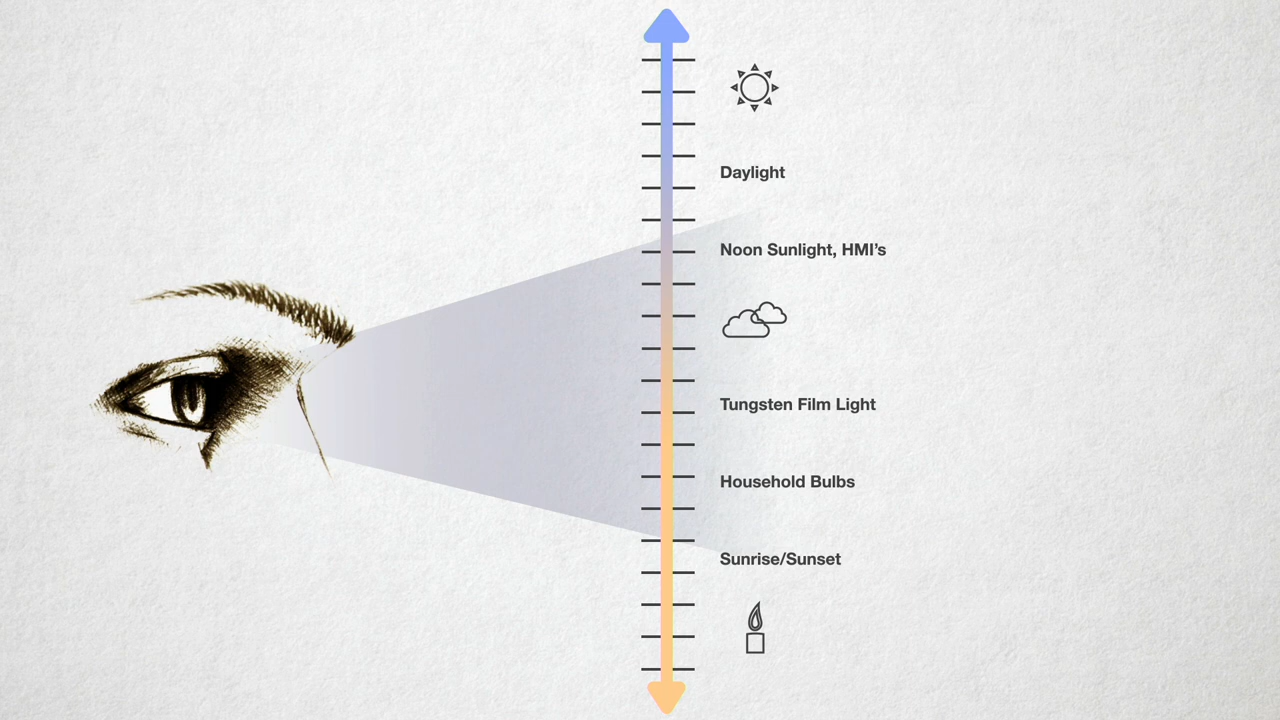 Daylight
Noon Sunlight, HMI’s
Tungsten Film Light
Household Bulbs
Sunrise/Sunset